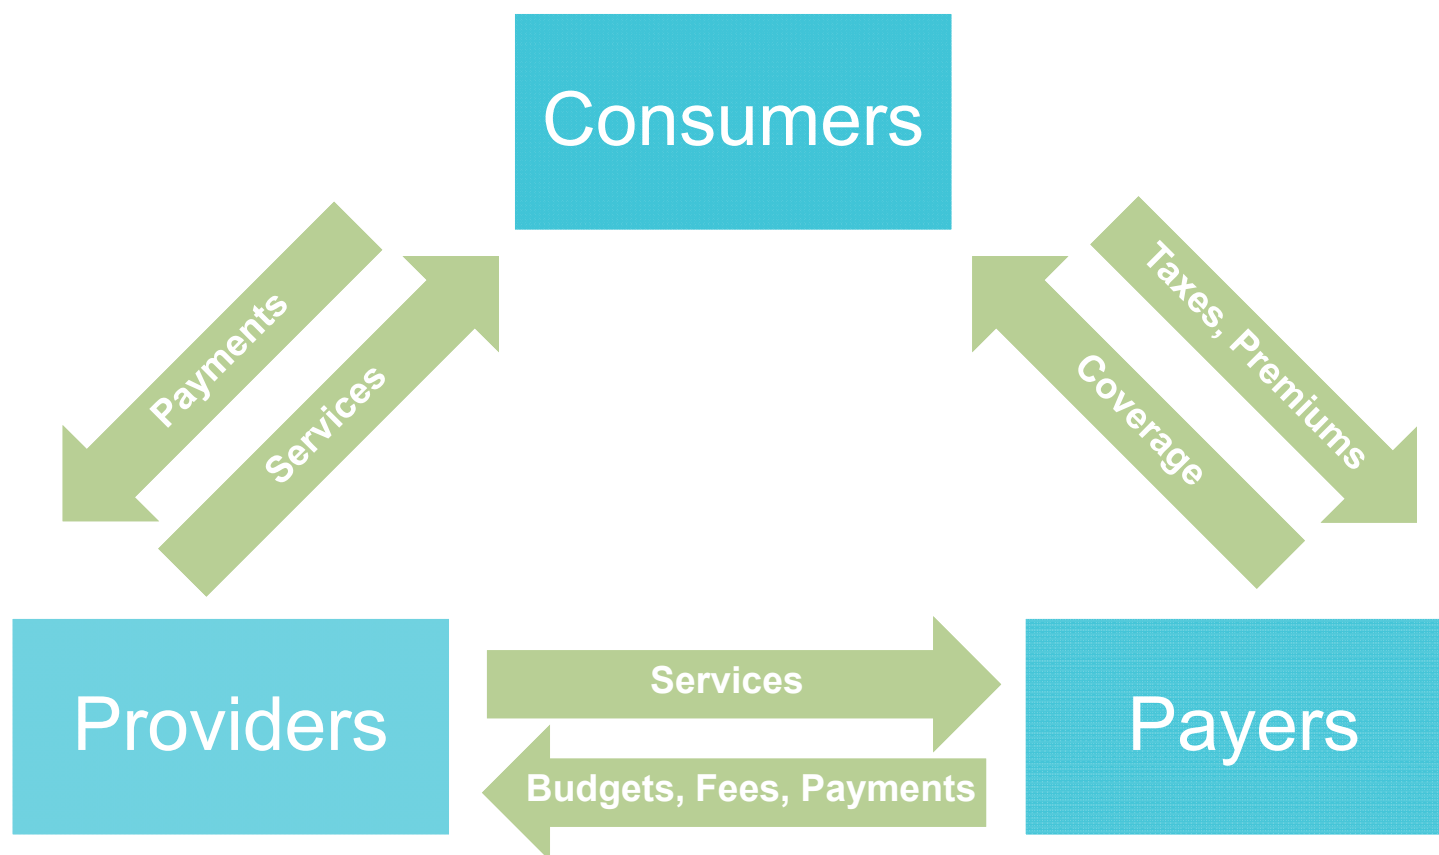 Consumers
Payments
Services
Taxes, Premiums
Coverage
Providers
Services
Budgets, Fees, Payments
Payers